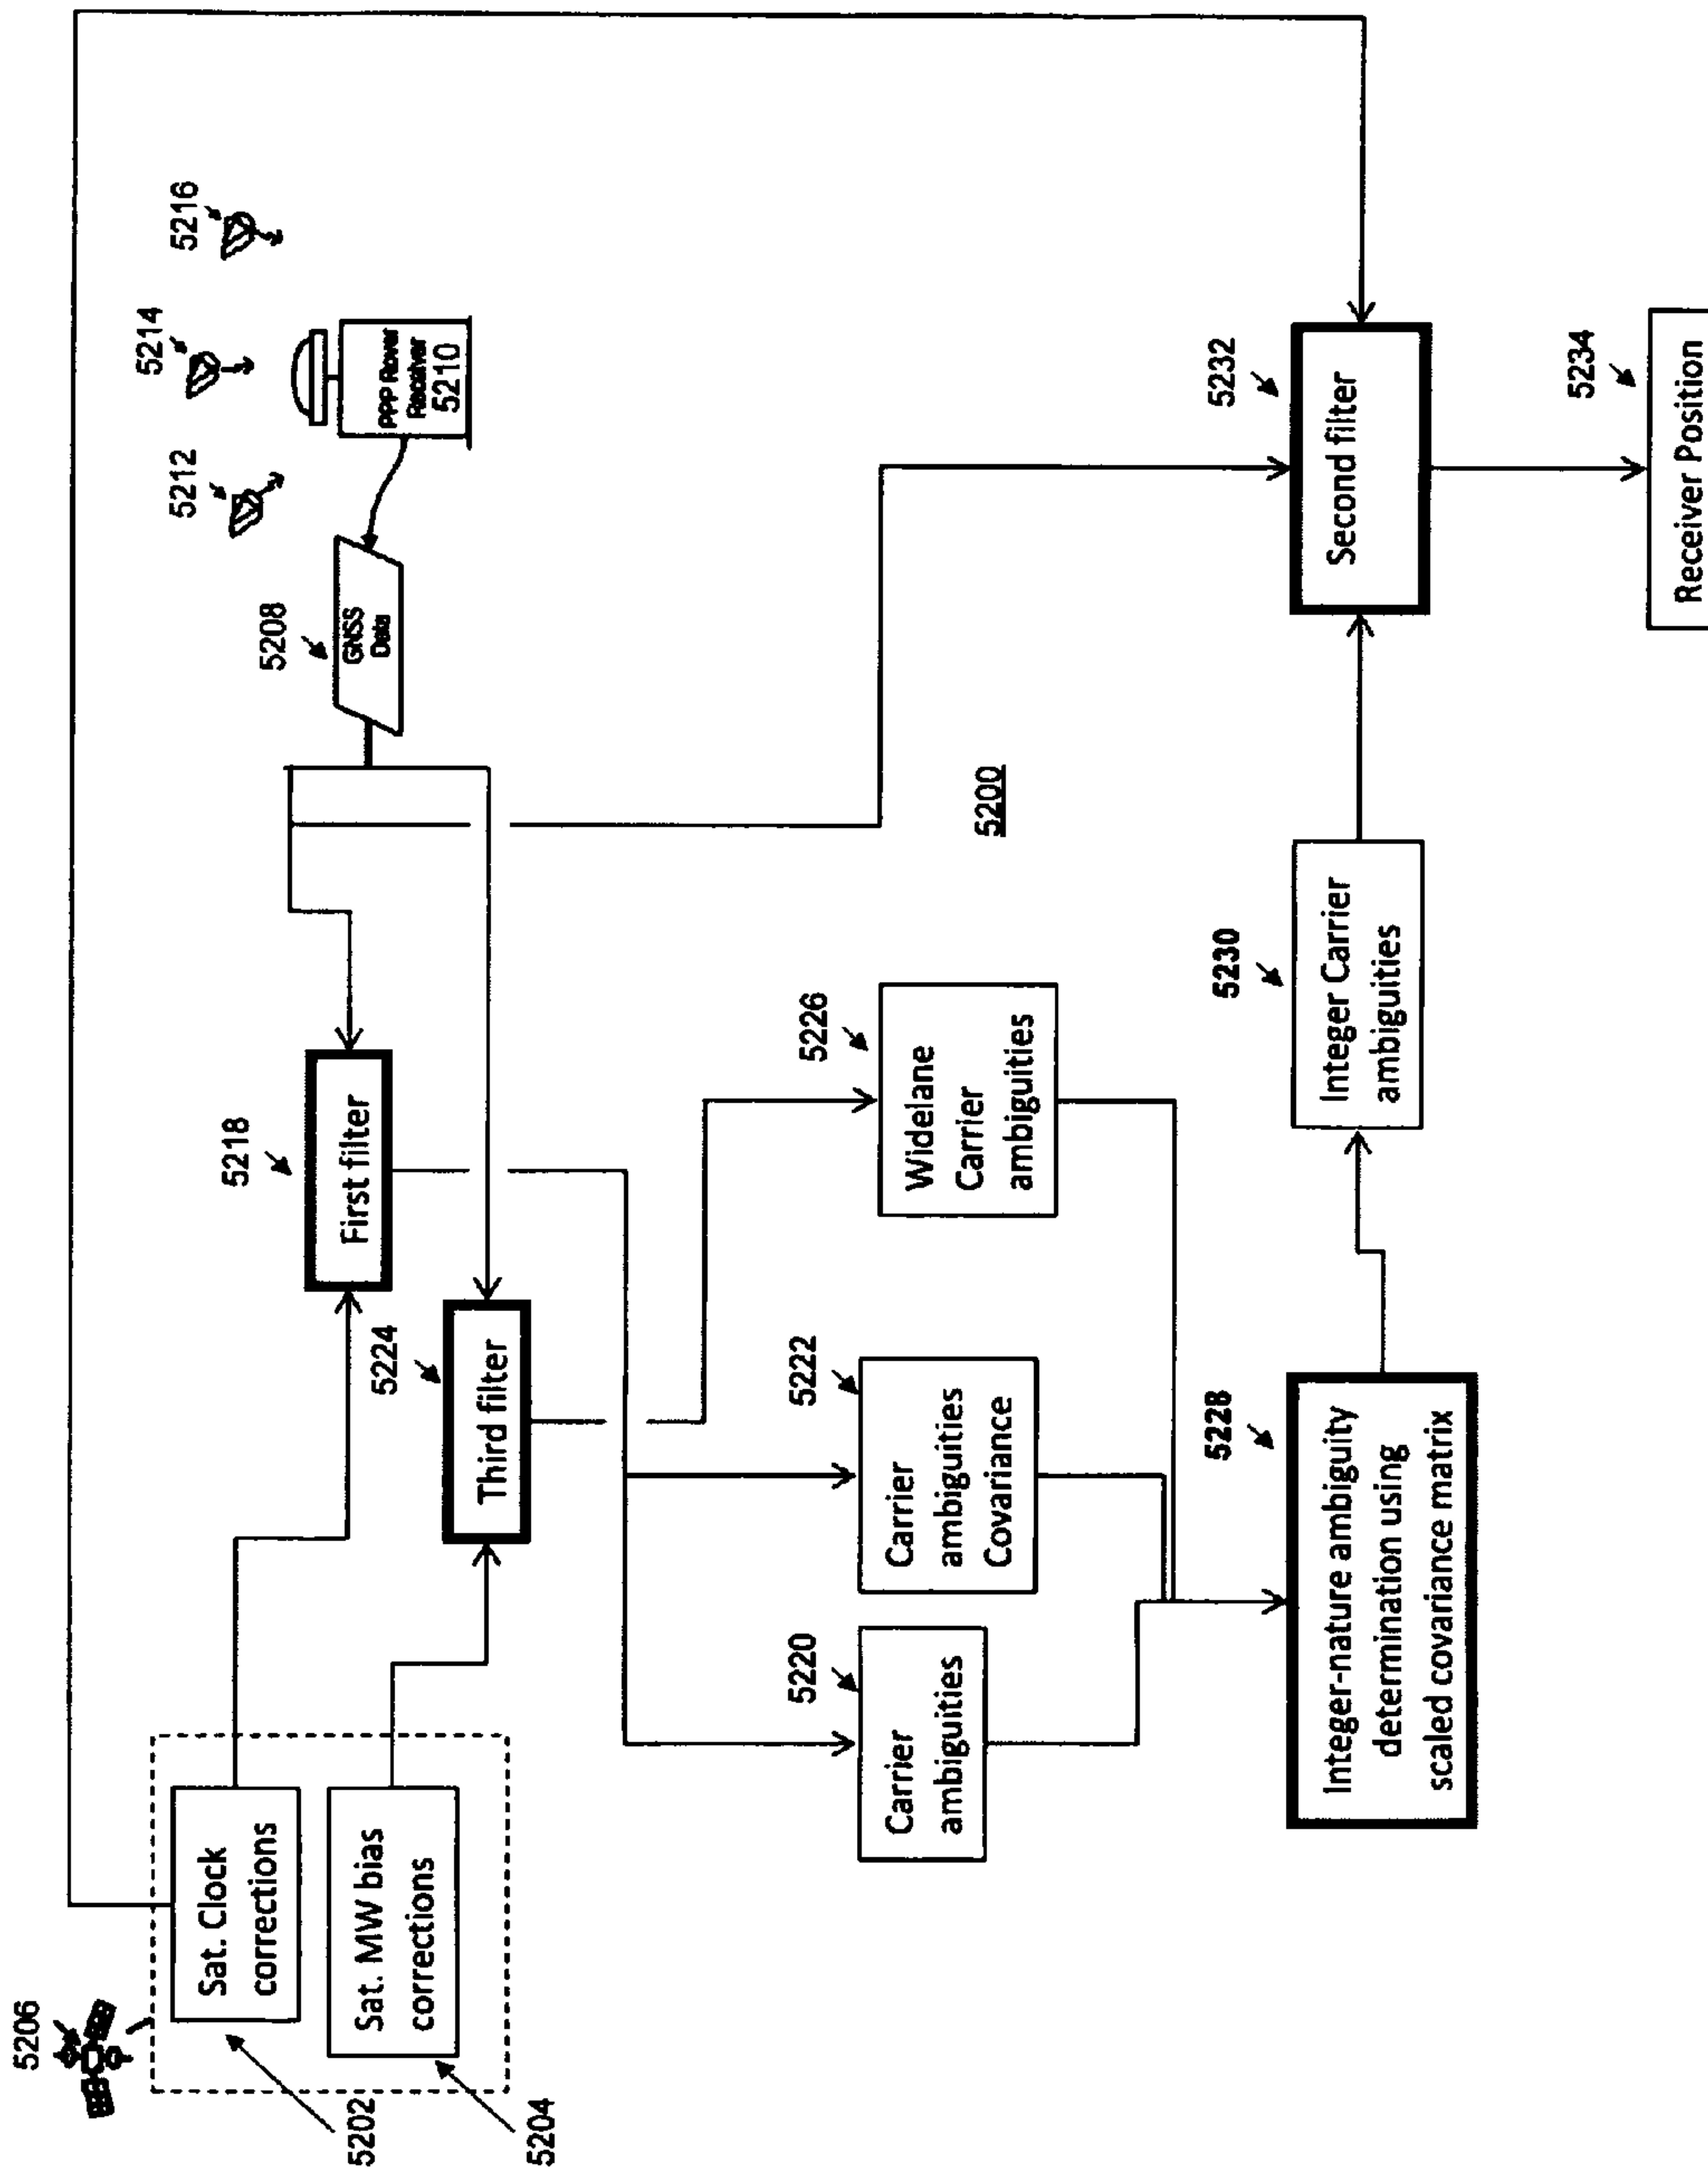 5206
5202
5204
Sat. Clock
corrections
Sat. MW bias
corrections
5216
5214
5212
PPP Rover
Receiver
5210
5208
GNSS
Data
5218
First filter
5224
Third filter
5220
Carrier
ambiguities
5222
Carrier
ambiguities
Covariance
5226
Widelane
Carrier
ambiguities
5200
5228
Integer-nature ambiguity
determination using
scaled covariance matrix
5230
Integer Carrier
ambiguities
5232
Second filter
5234
Receiver Position